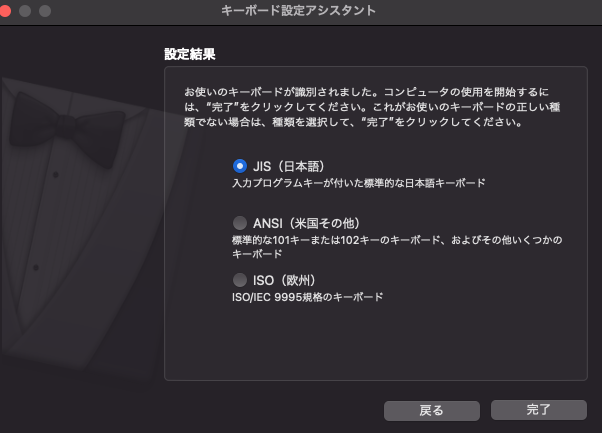 キーボード設定アシスタント
設定結果
お使いのキーボードが識別されました。コンピュータの使用を開始するに
は、“完了”をクリックしてください。これがお使いのキーボードの正しい種
類でない場合は、種類を選択して、“完了”をクリックしてください。
JIS（日本語）
入力プログラムキーが付いた標準的な日本語キーボード
ANSI（米国その他）
標準的な101キーまたは102キーのキーボード、およびその他いくつかの
キーボード
ISO（欧州）
ISO/IEC 9995規格のキーボード
戻る
完了